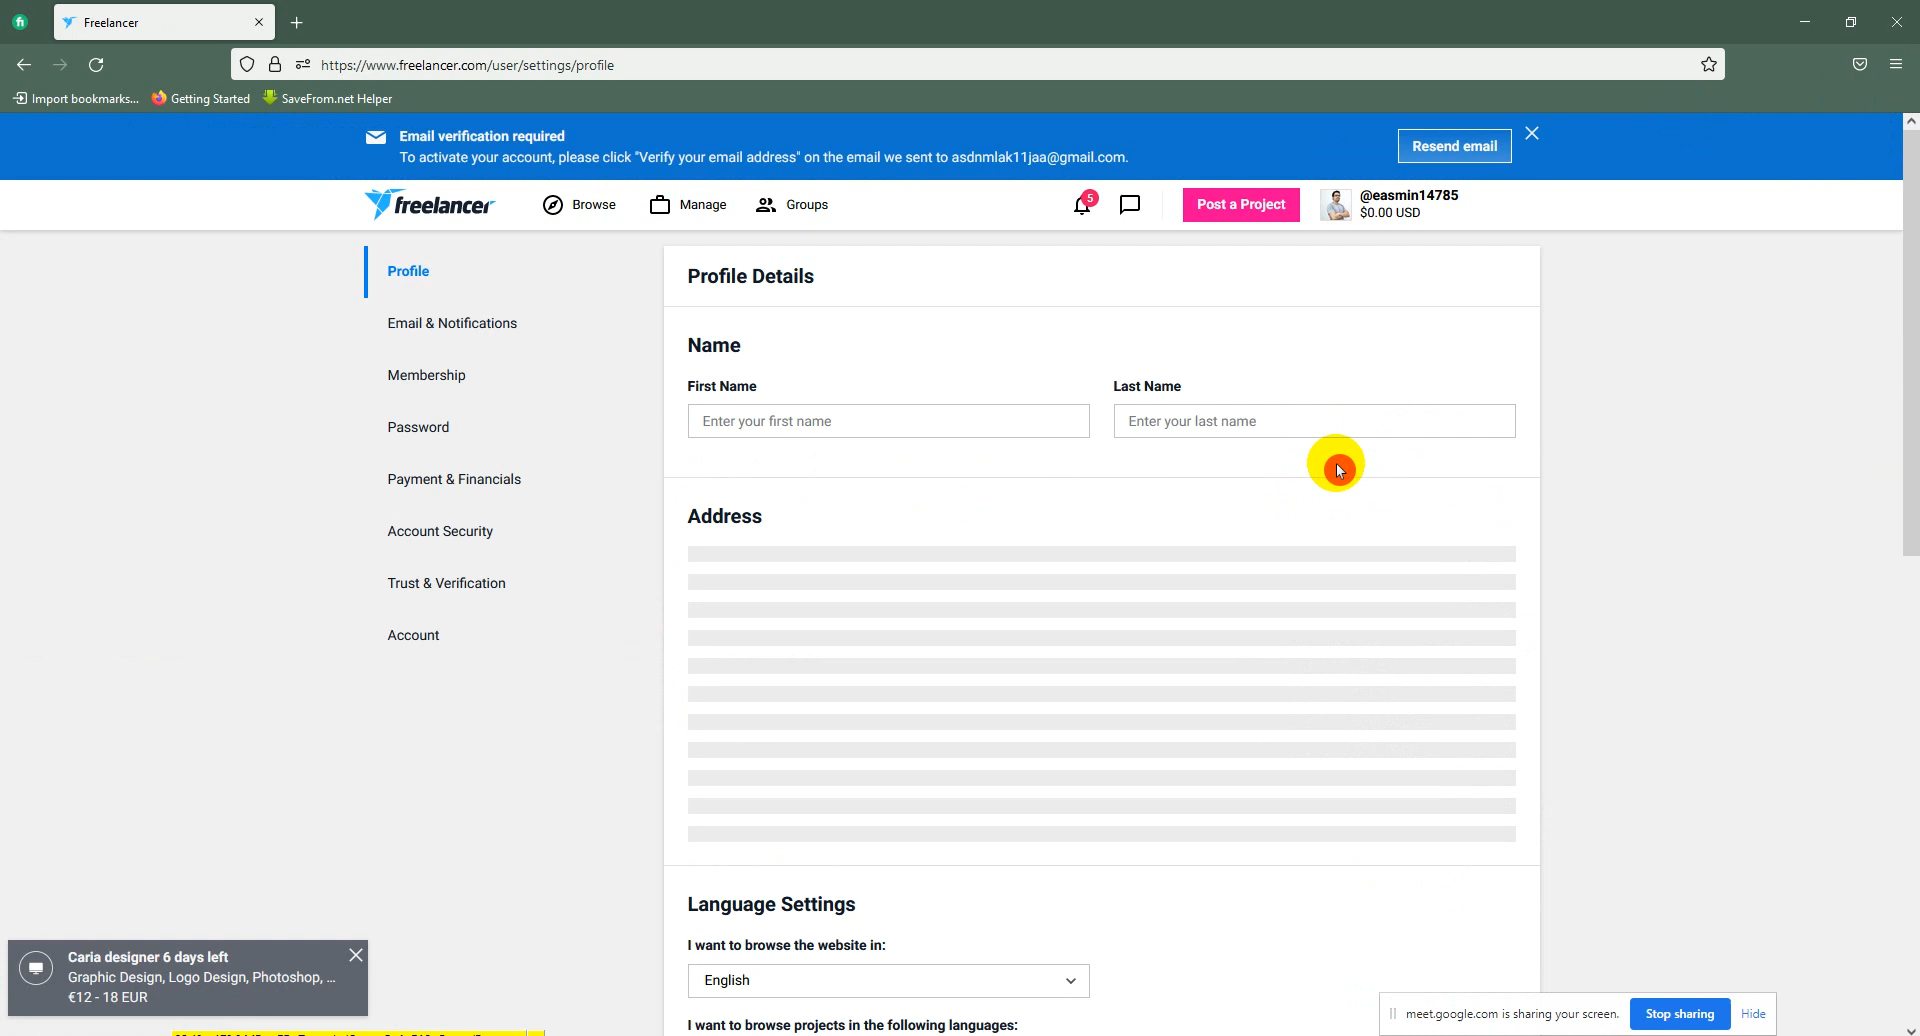 Freelancer
https://www.freelancer.com/user/settings/profile
Import bookmarks... Getting Started SaveFrom.net Helper
Email verification required
To activate your account, please click "Verify your email address" on the email we sent to asdnmlak11jaa@gmail.com.
Resend email
freelancer Browse Manage Groups 5 Post a Project @easmin14785
$0.00 USD
Profile
Email & Notifications
Membership
Password
Payment & Financials
Account Security
Trust & Verification
Account
Profile Details
Name
First Name Last Name
Enter your first name Enter your last name
Address
Language Settings
I want to browse the website in:
English
I want to browse projects in the following languages:
Caria designer 6 days left
Graphic Design, Logo Design, Photoshop, ...
€12 - 18 EUR
meet.google.com is sharing your screen. Stop sharing Hide